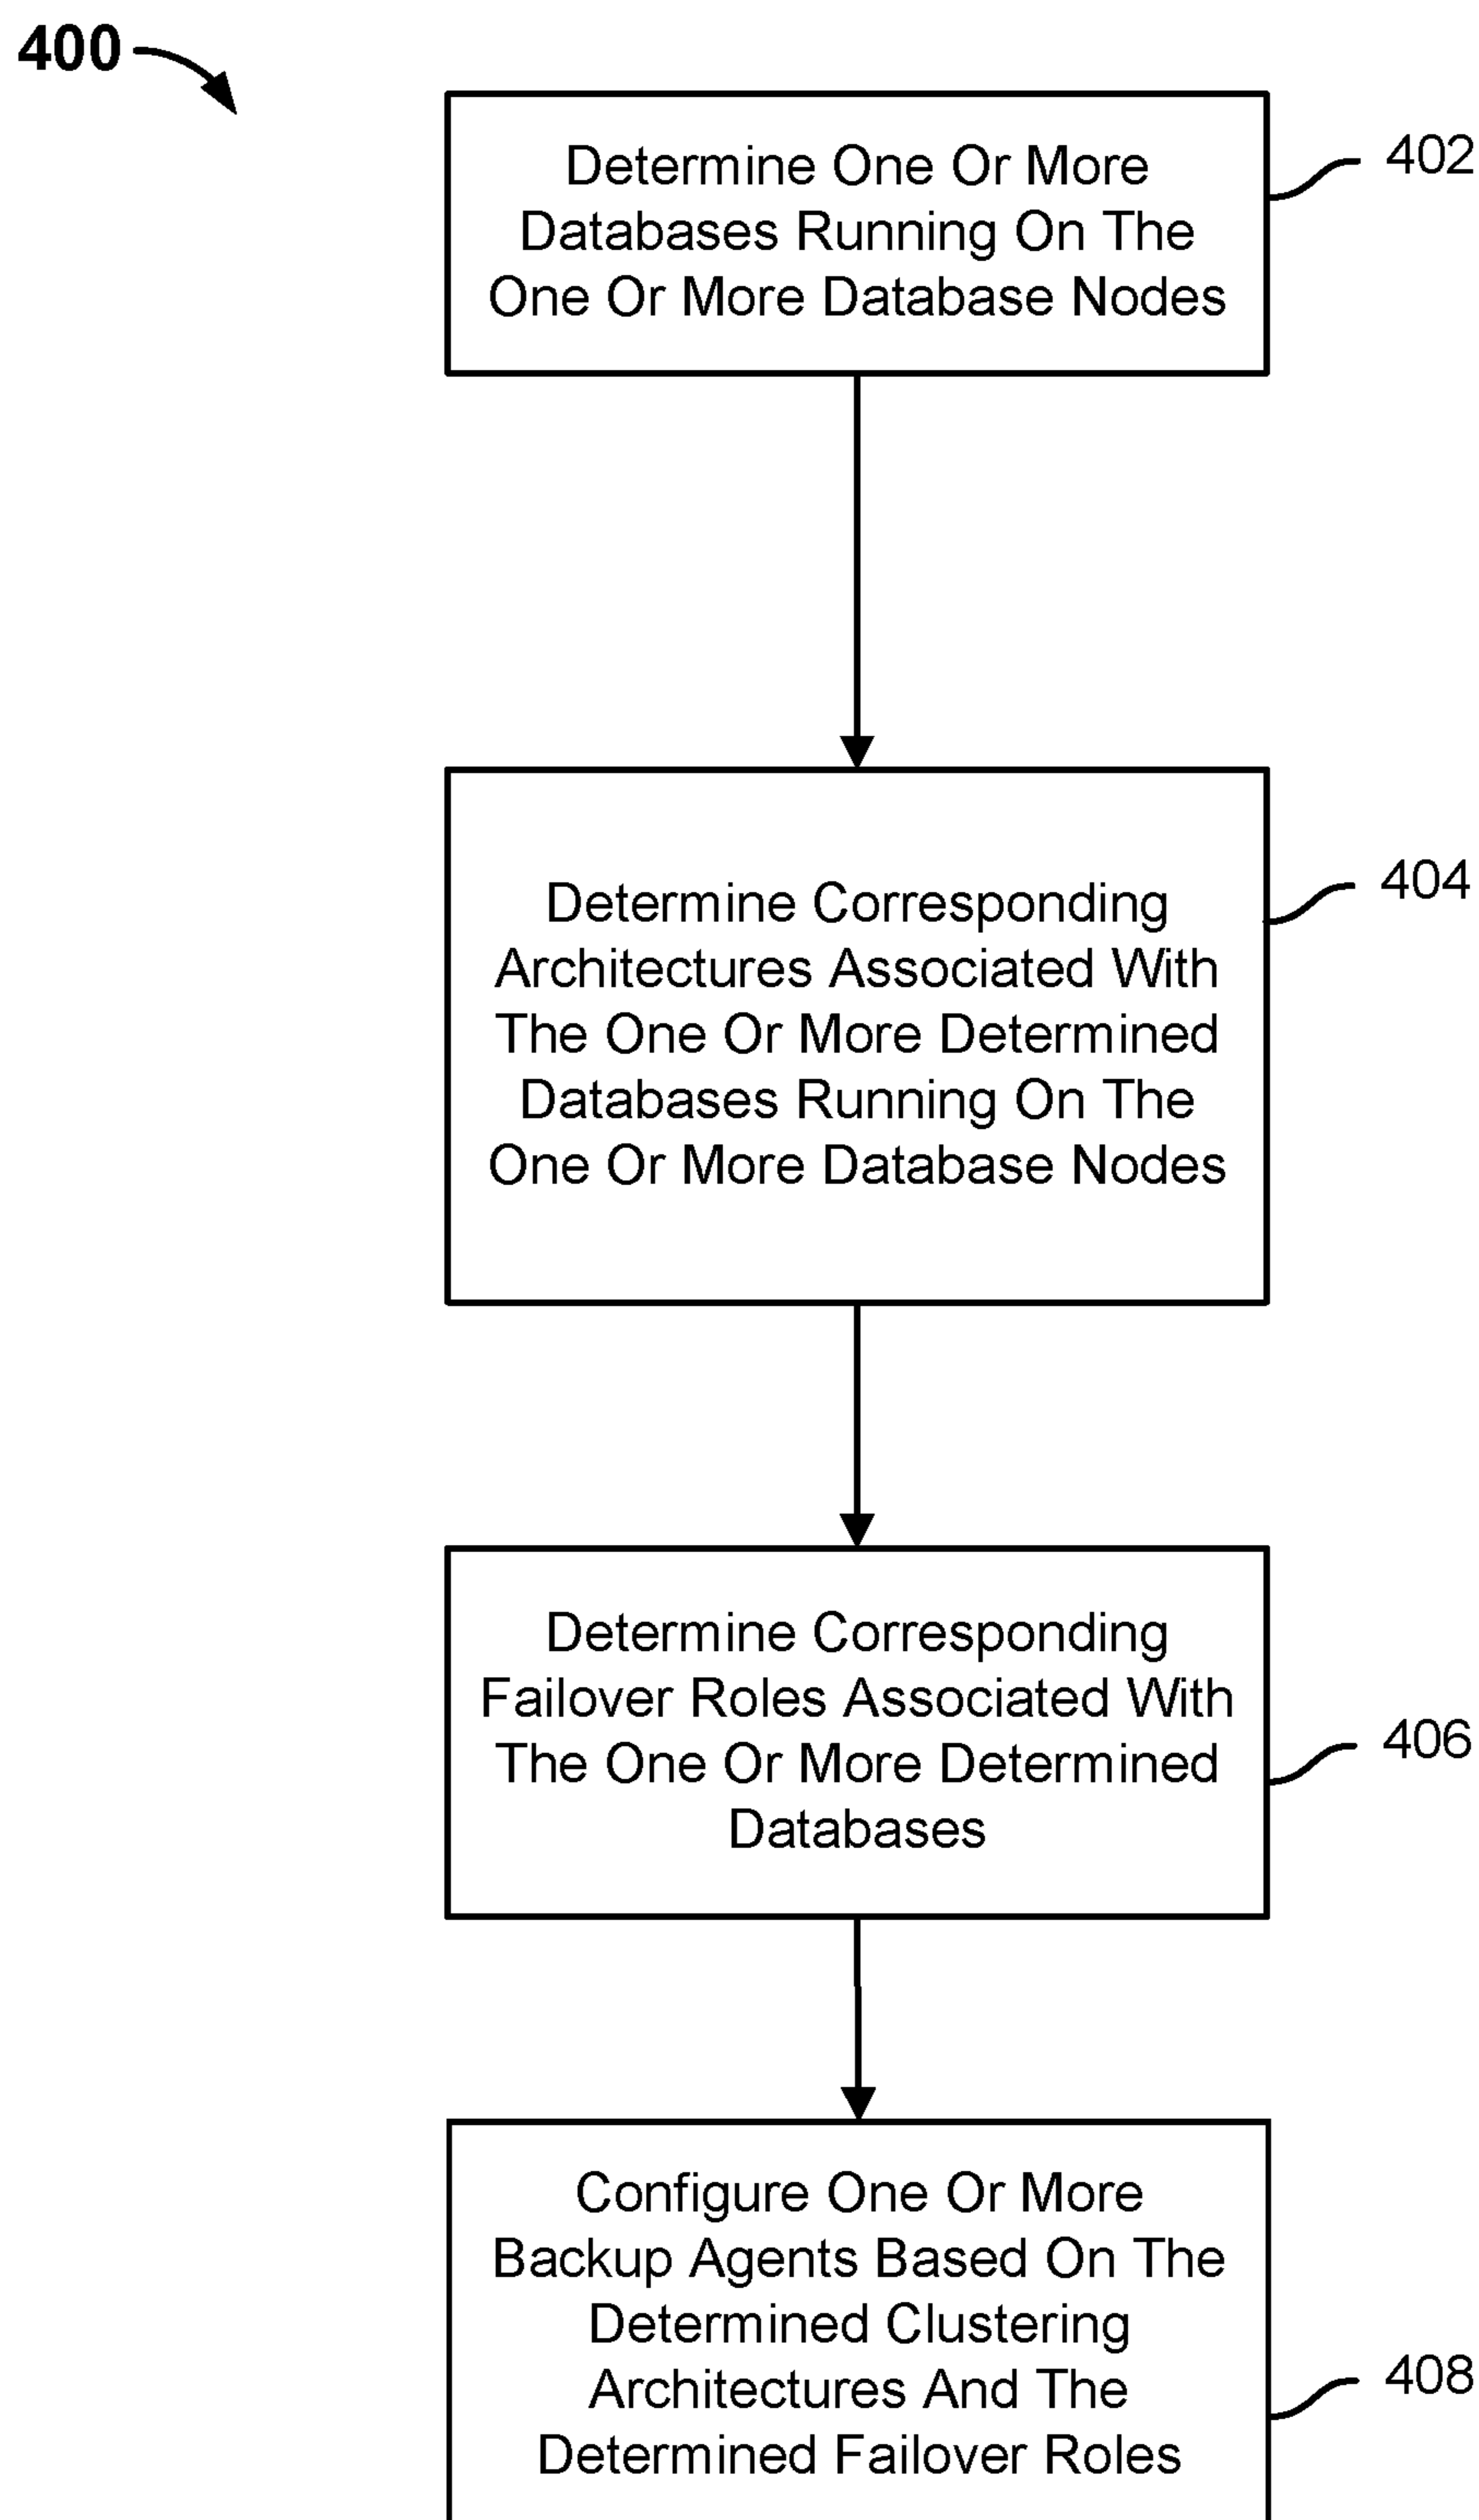 400
Determine One Or More
Databases Running On The
One Or More Database Nodes
402
Determine Corresponding
Architectures Associated With
The One Or More Determined
Databases Running On The
One Or More Database Nodes
404
Determine Corresponding
Failover Roles Associated With
The One Or More Determined
Databases
406
Configure One Or More
Backup Agents Based On The
Determined Clustering
Architectures And The
Determined Failover Roles
408